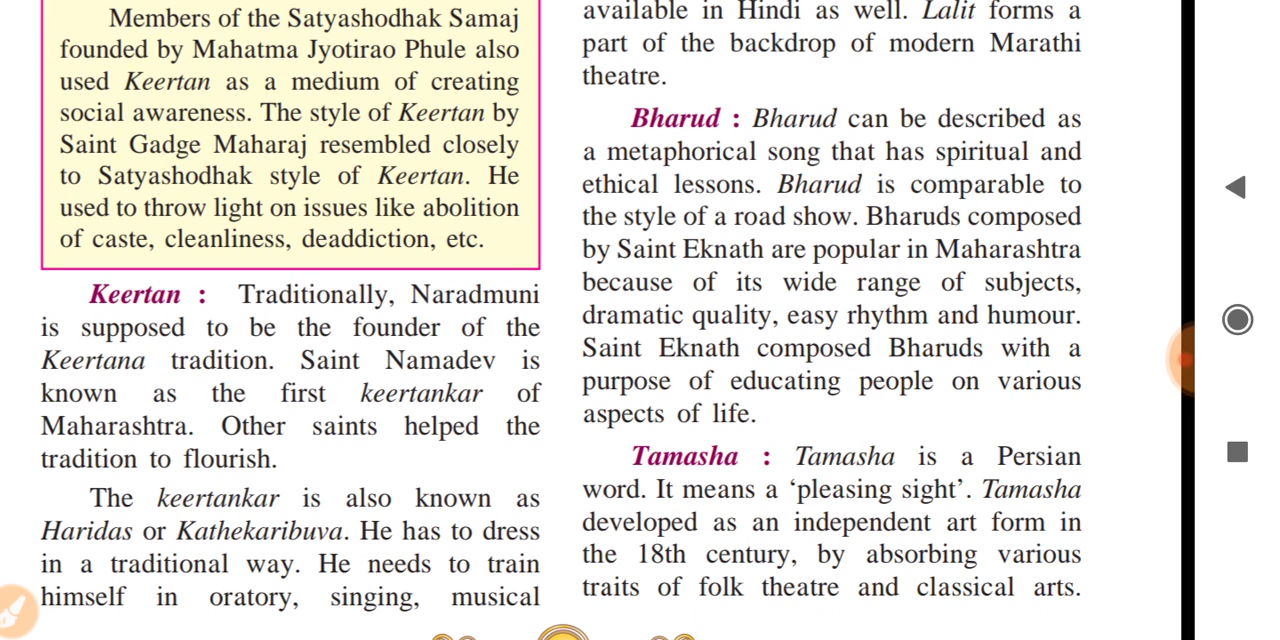 Members of the Satyashodhak Samaj
founded by Mahatma Jyotirao Phule also
used Keertan as a medium of creating
social awareness. The style of Keertan by
Saint Gadge Maharaj resembled closely
to Satyashodhak style of Keertan. He
used to throw light on issues like abolition
of caste, cleanliness, deaddiction, etc.
Keertan : Traditionally, Naradmuni
is supposed to be the founder of the
Keertana tradition. Saint Namadev is
known as the first keertankar of
Maharashtra. Other saints helped the
tradition to flourish.
The keertankar is also known as
Haridas or Kathekaribuva. He has to dress
in a traditional way. He needs to train
himself in oratory, singing, musical
available in Hindi as well. Lalit forms a
part of the backdrop of modern Marathi
theatre.
Bharud : Bharud can be described as
a metaphorical song that has spiritual and
ethical lessons. Bharud is comparable to
the style of a road show. Bharuds composed
by Saint Eknath are popular in Maharashtra
because of its wide range of subjects,
dramatic quality, easy rhythm and humour.
Saint Eknath composed Bharuds with a
purpose of educating people on various
aspects of life.
Tamasha : Tamasha is a Persian
word. It means a ‘pleasing sight’. Tamasha
developed as an independent art form in
the 18th century, by absorbing various
traits of folk theatre and classical arts.